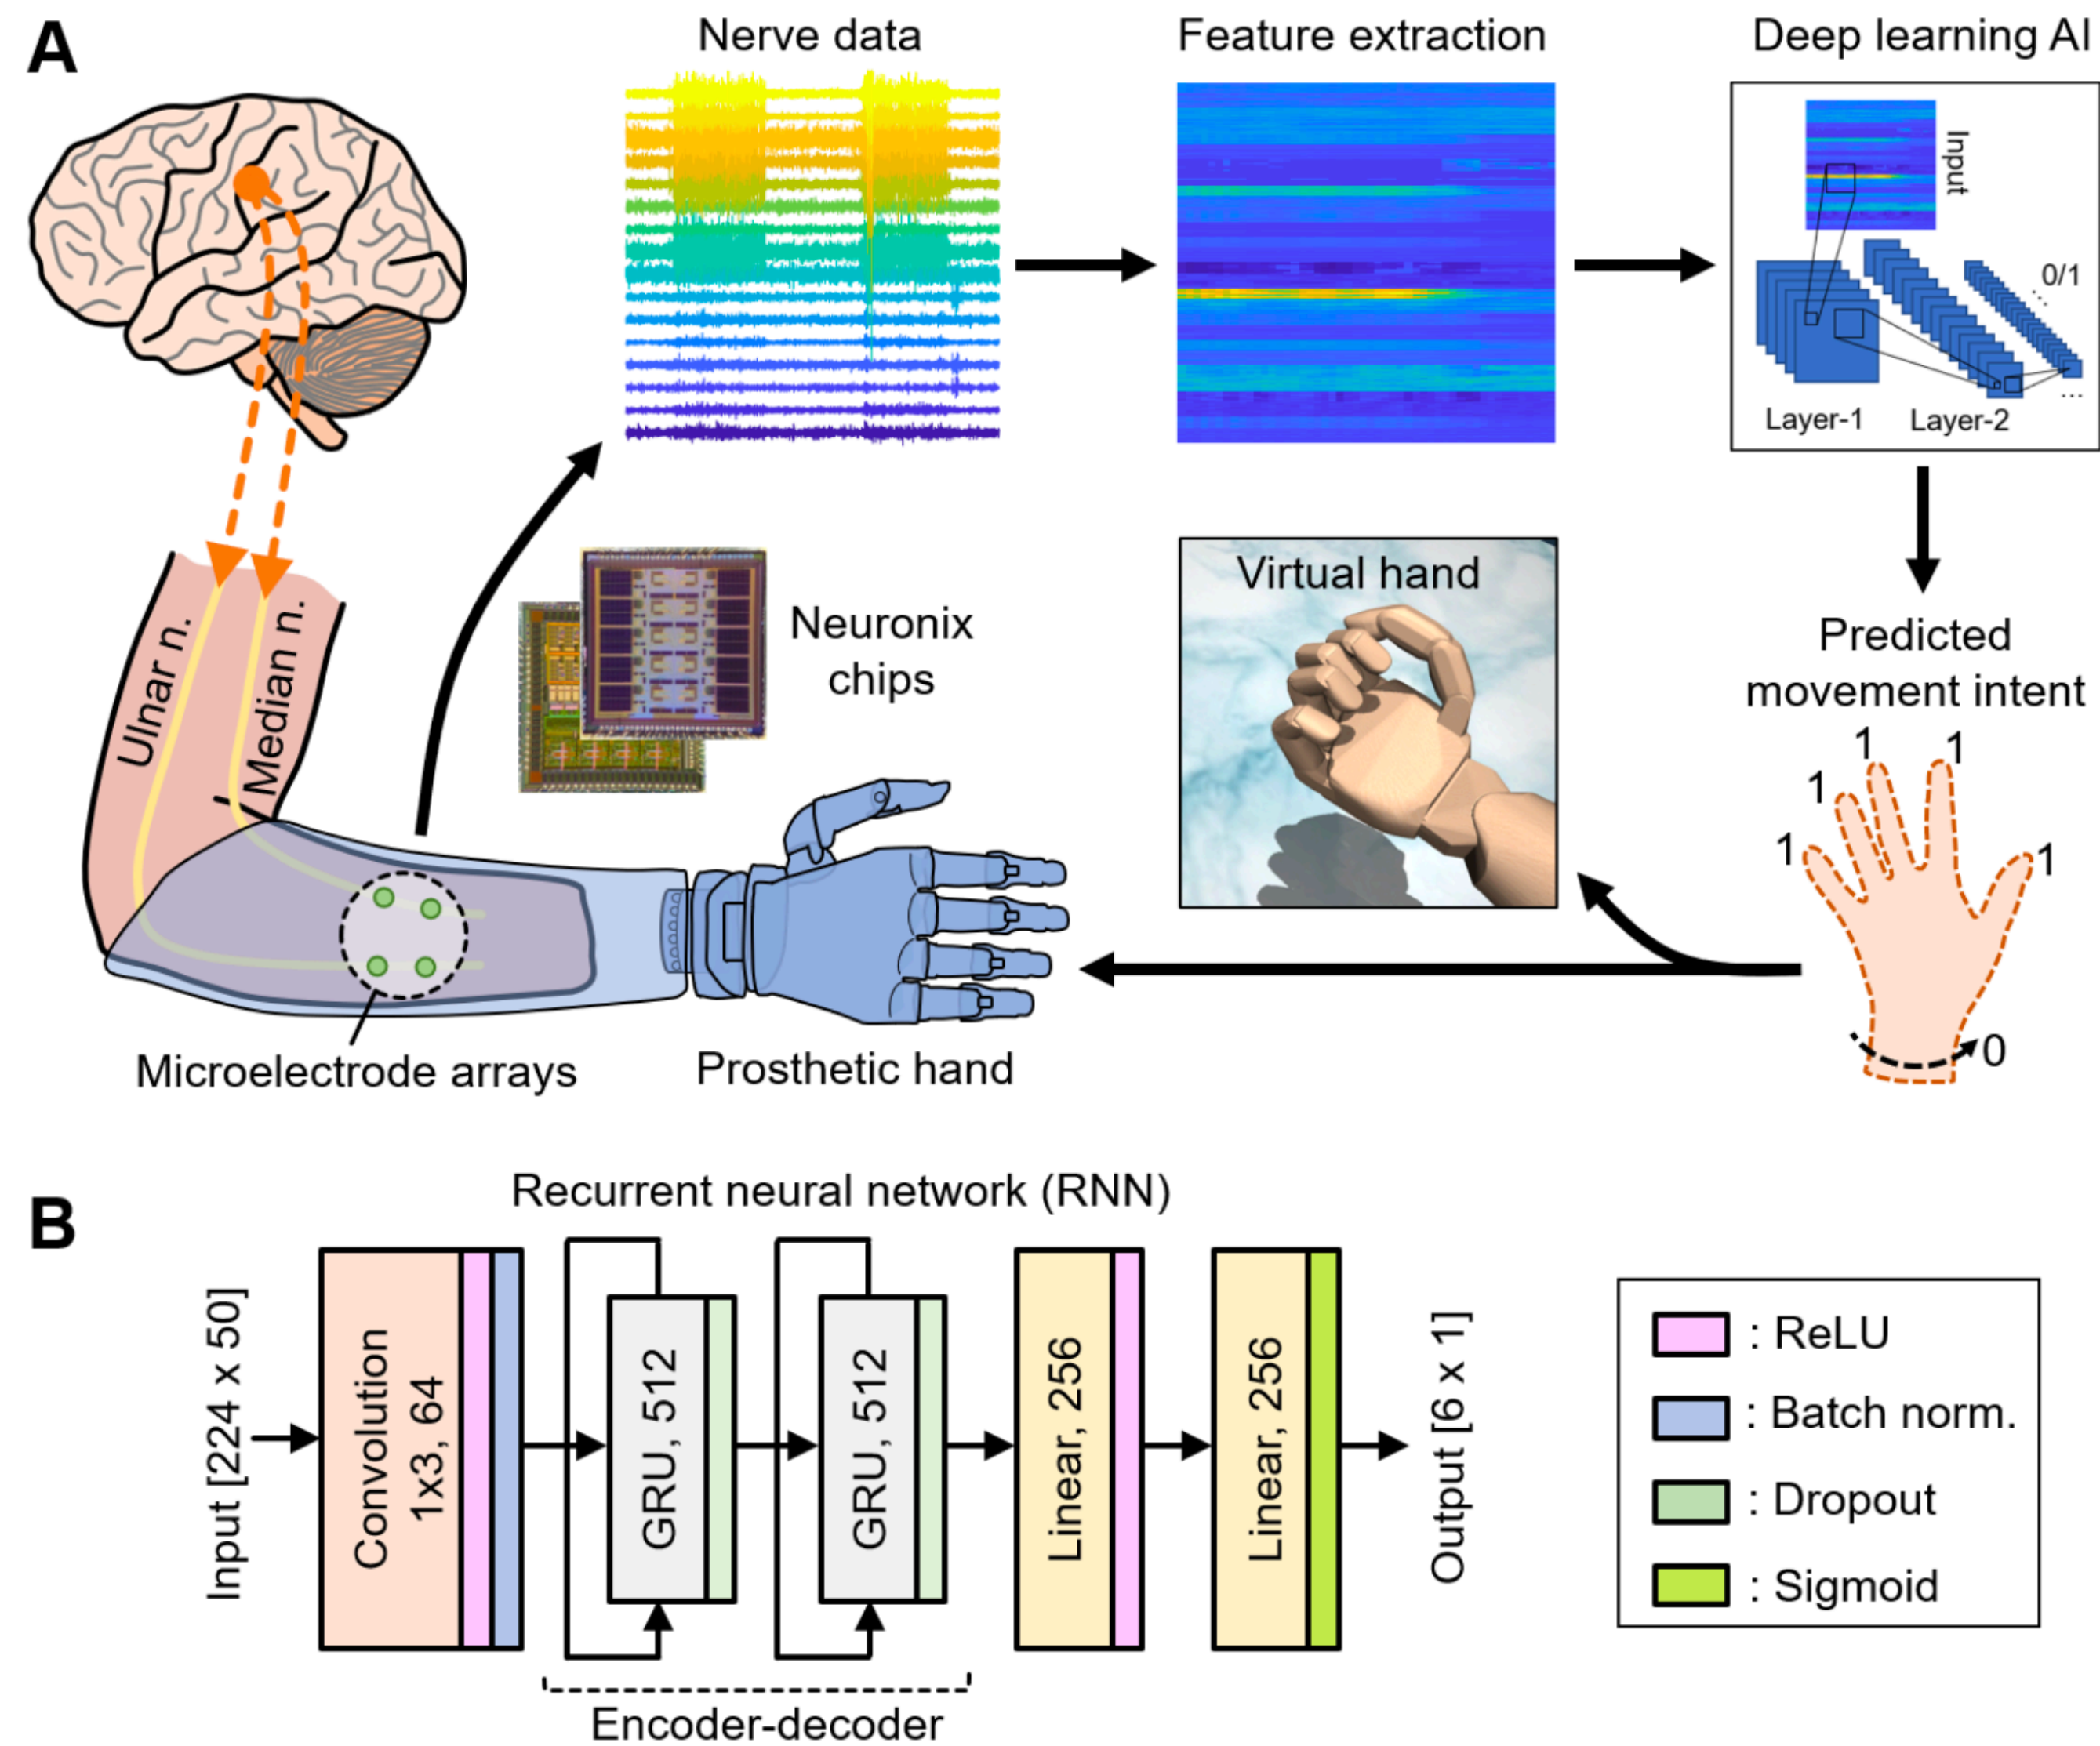 A
Nerve data
Feature extraction
Deep learning AI
Input
0/1
...
Layer-1
Layer-2
...
Ulnar n.
Median n.
Neuronix
chips
Virtual hand
Predicted
movement intent
1
1
1
1
1
0
Microelectrode arrays
Prosthetic hand
B
Recurrent neural network (RNN)
Input [224 x 50]
Convolution
1x3, 64
GRU, 512
GRU, 512
Linear, 256
Linear, 256
Output [6 x 1]
Encoder-decoder
: ReLU
: Batch norm.
: Dropout
: Sigmoid